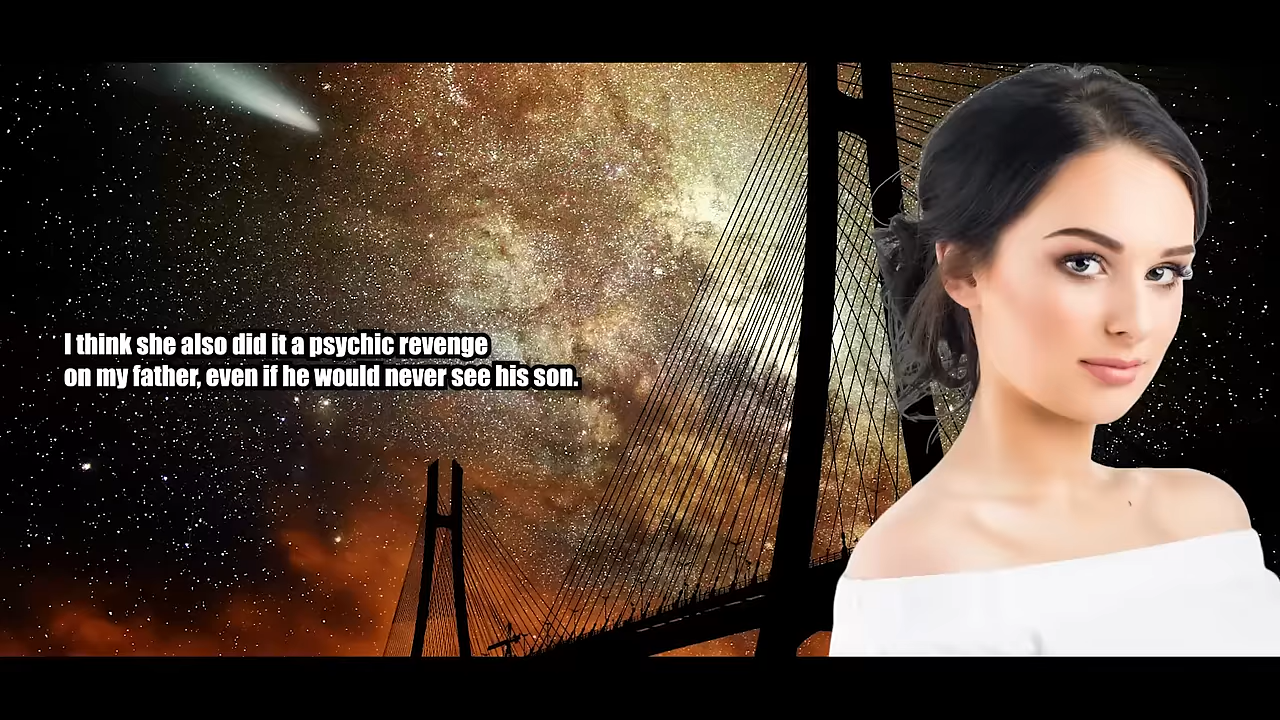 I think she also did it a psychic revenge
on my father, even if he would never see his son.